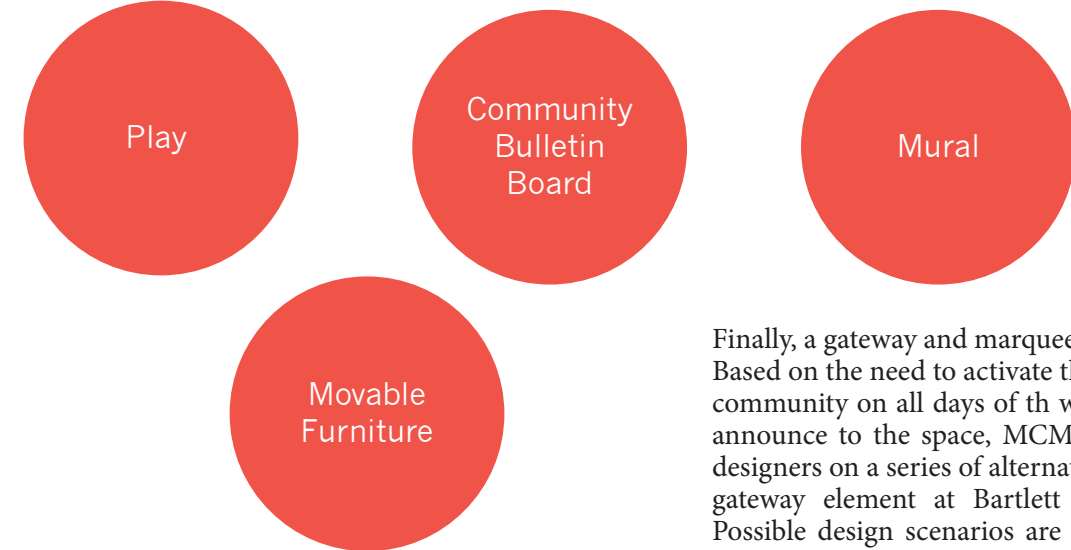 Play
Community
Bulletin
Board
Mural
Movable
Furniture
Finally, a gateway and marquee
Based on the need to activate
community on all days of th
announce to the space, MCM
designers on a series of
gateway element at Bartlett
Possible design scenarios are